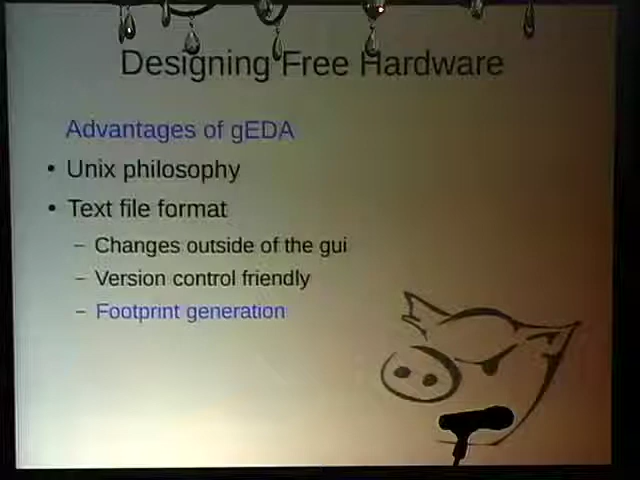 Designing Free Hardware
Advantages of gEDA
• Unix philosophy
• Text file format
– Changes outside of the gui
– Version control friendly
– Footprint generation